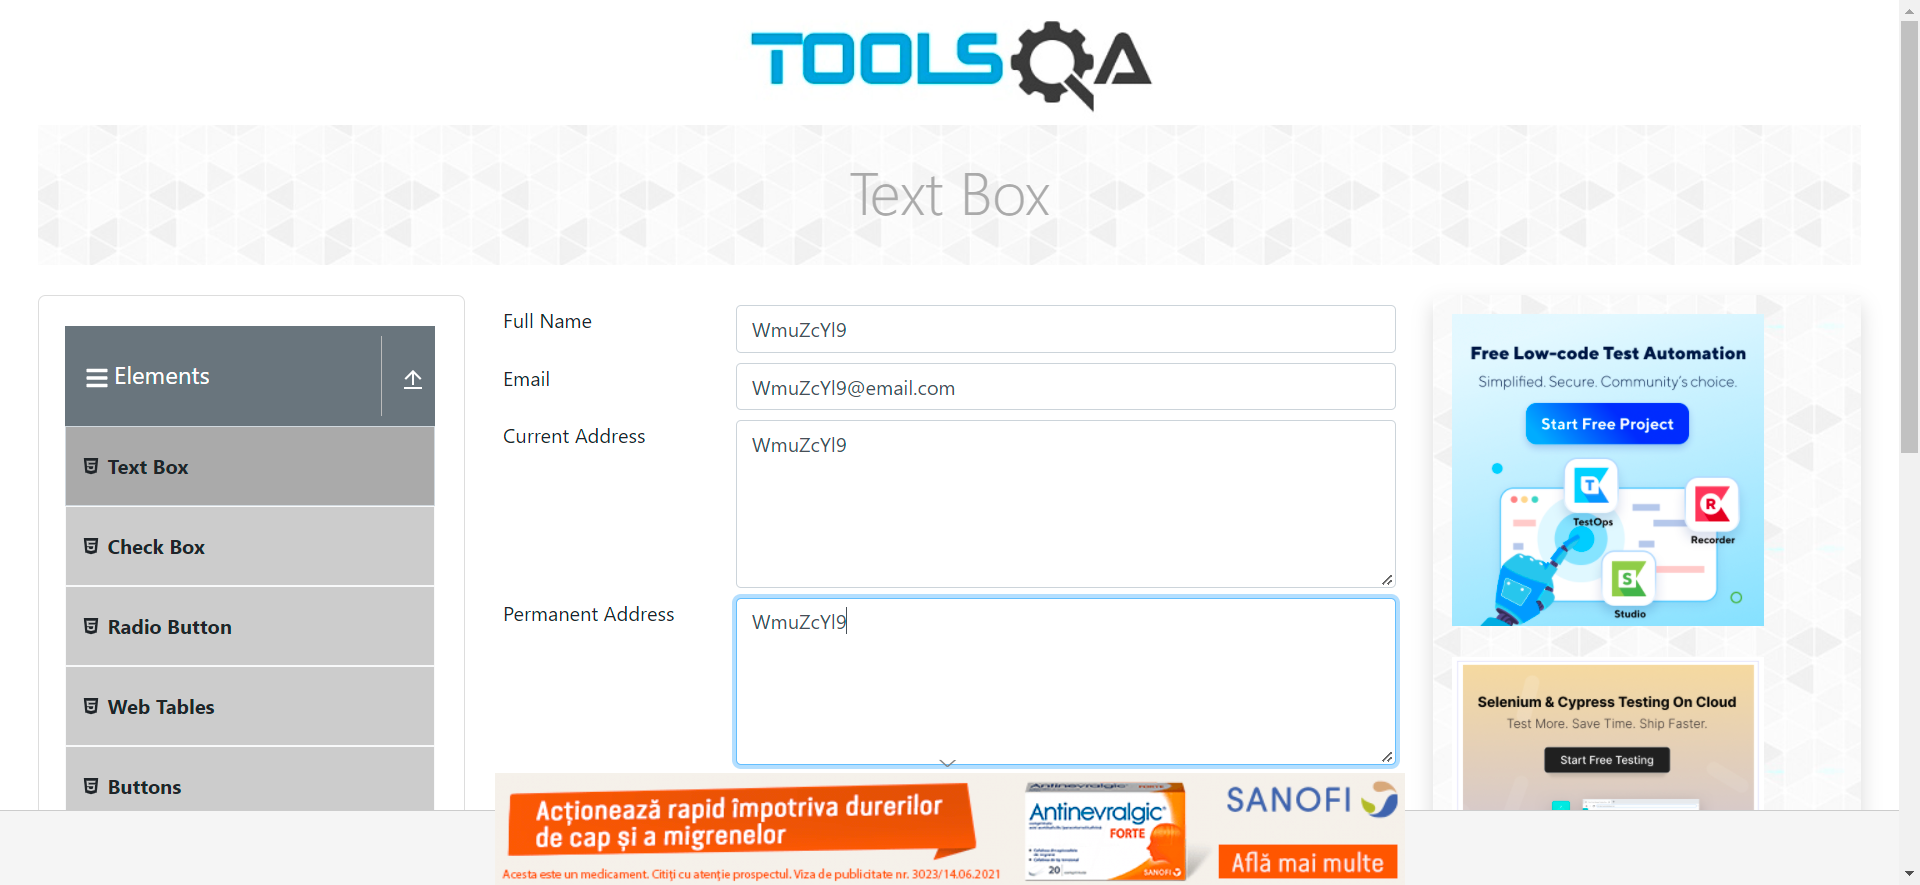 TOOLSQA
Text Box
Elements
Text Box
Check Box
Radio Button
Web Tables
Buttons
Full Name
WmuZcYl9
Email
WmuZcYl9@email.com
Current Address
WmuZcYl9
Permanent Address
WmuZcYl9
Free Low-code Test Automation
Simplified. Secure. Community's choice.
Start Free Project
TestOps
Recorder
Studio
Selenium & Cypress Testing On Cloud
Test More. Save Time. Ship Faster.
Start Free Testing
Acționează rapid împotriva durerilor
de cap și a migrenelor
Acesta este un medicament. Citiți cu atenție prospectul. Viza de publicitate nr. 3023/14.06.2021
Antinevralgic
FORTE
20
SANOFI
SANOFI
Află mai multe